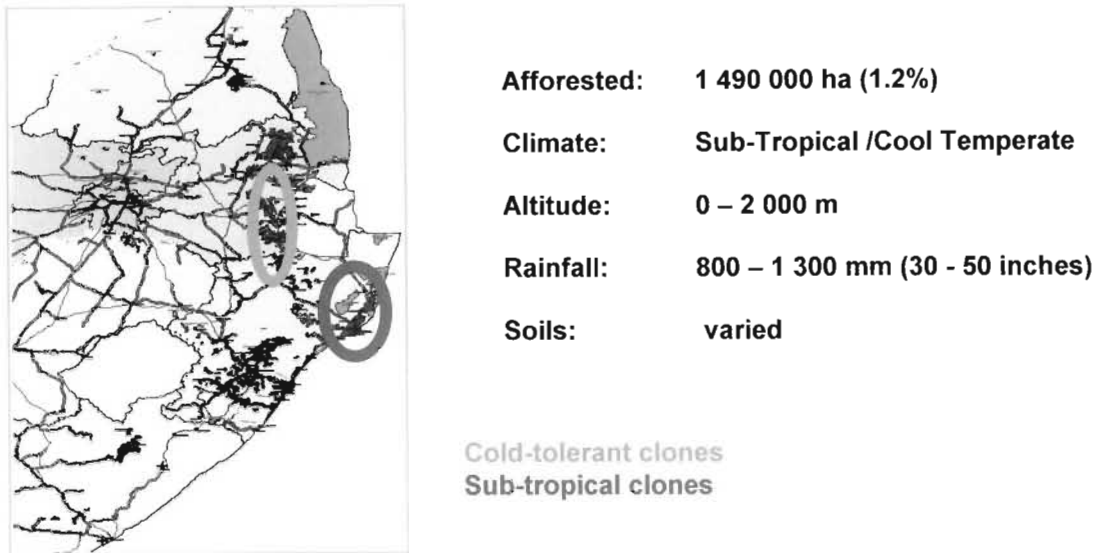 Afforested: 1 490 000 ha (1.2%)
Climate: Sub-Tropical /Cool Temperate
Altitude: 0 – 2 000 m
Rainfall: 800 – 1 300 mm (30 - 50 inches)
Soils: varied
Cold-tolerant clones
Sub-tropical clones